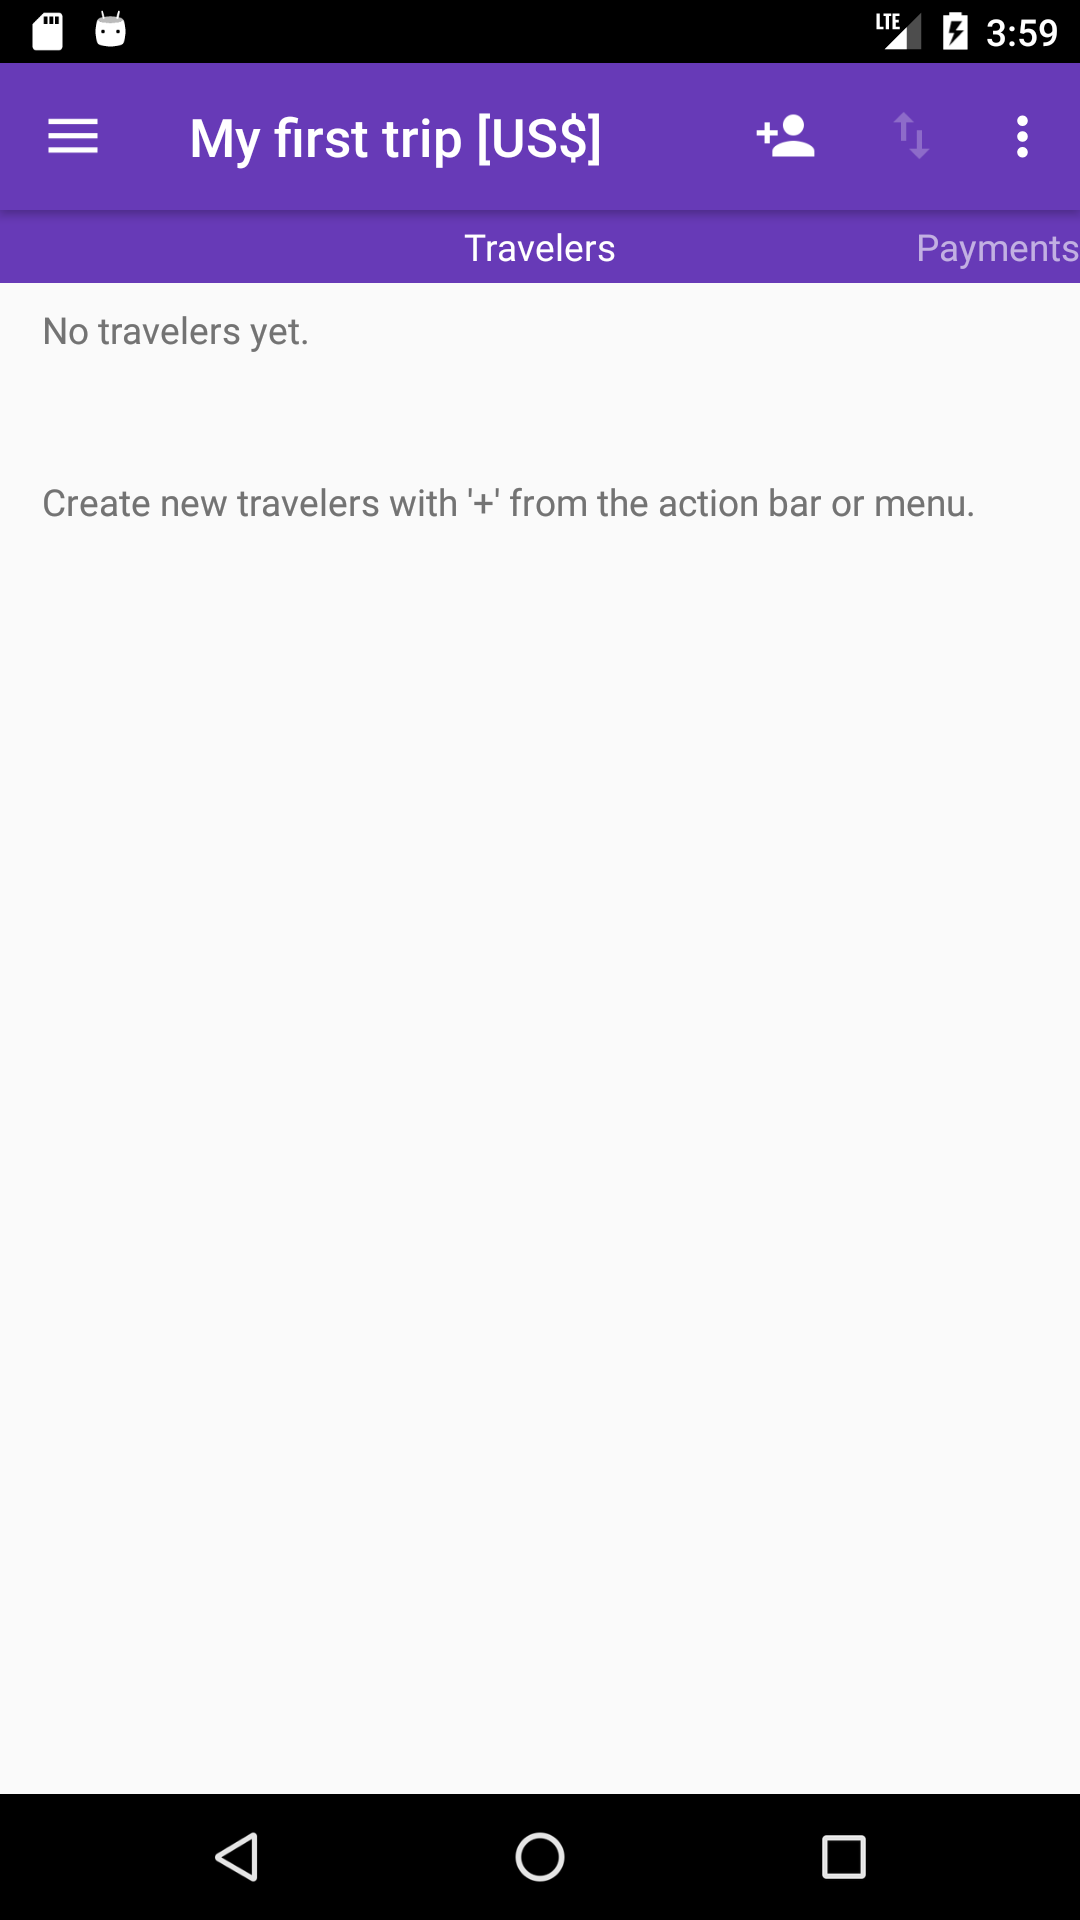 LTE 3:59
My first trip [US$]
Travelers Payments
No travelers yet.
Create new travelers with '+' from the action bar or menu.